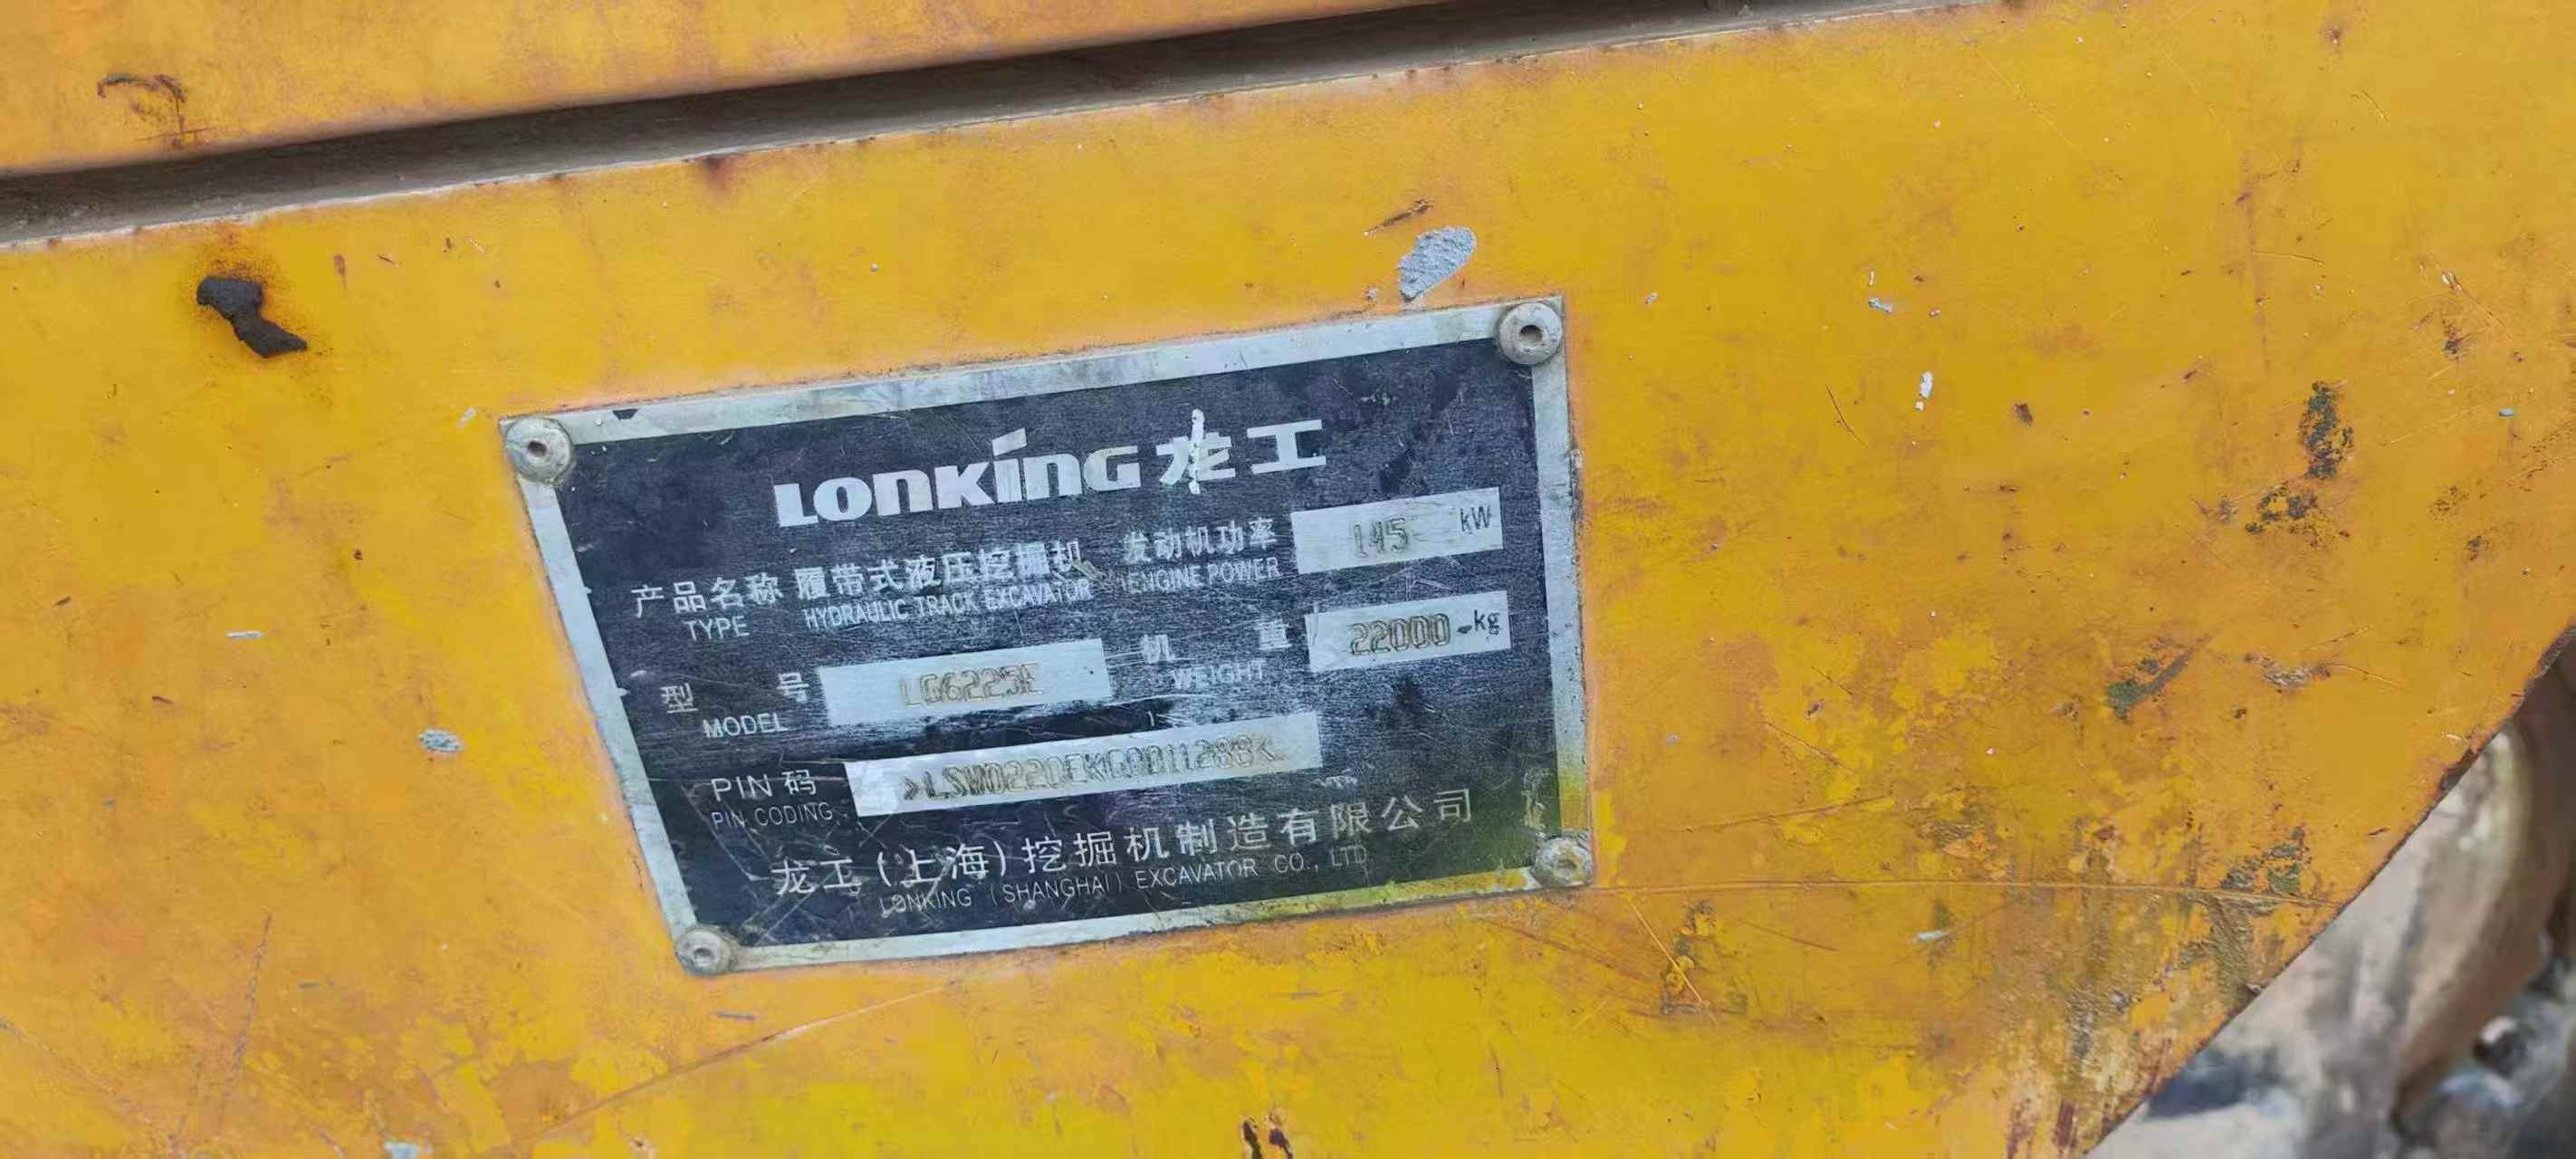 LONKING 龙工
产品名称 履带式液压挖掘机 发动机功率 145 kW
TYPE HYDRAULIC TRACK EXCAVATOR ENGINE POWER
型 号 LG6225E 机 重 22000 kg
MODEL WEIGHT
PIN 码
PIN CODING
龙工(上海)挖掘机制造有限公司
LONKING (SHANGHAI) EXCAVATOR CO., LTD